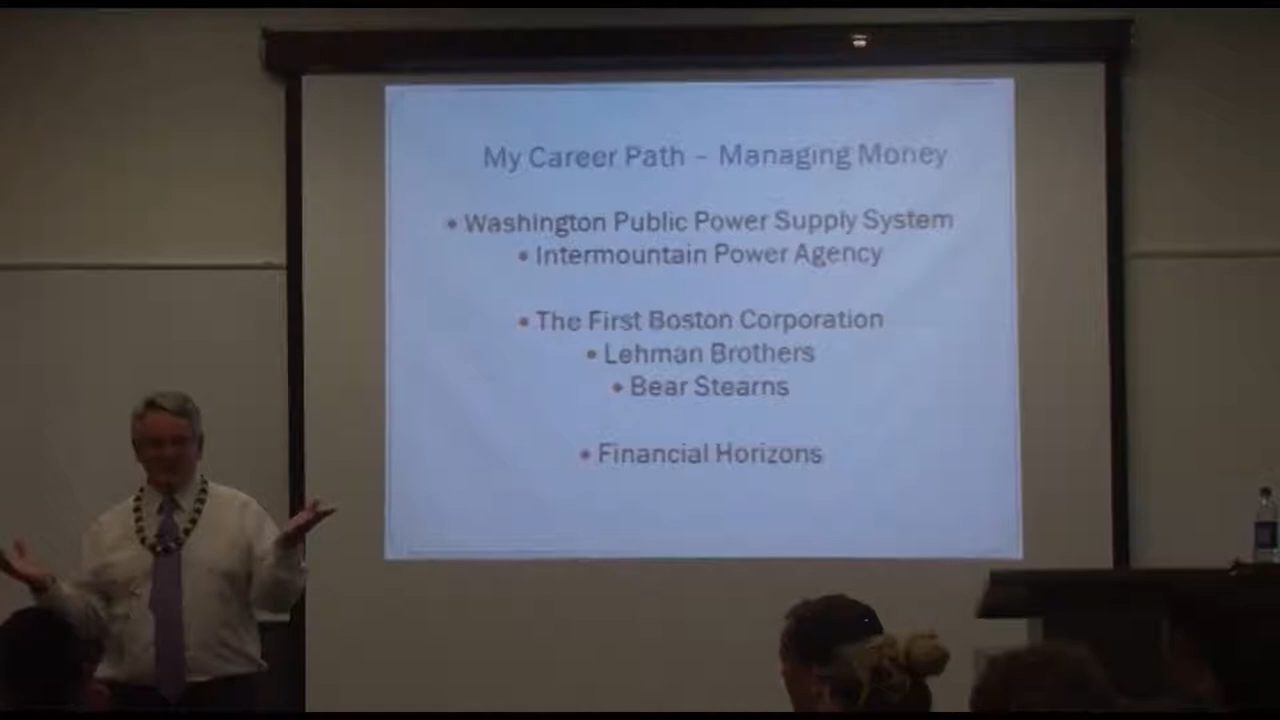 My Career Path – Managing Money
• Washington Public Power Supply System
• Intermountain Power Agency
• The First Boston Corporation
• Lehman Brothers
• Bear Stearns
• Financial Horizons